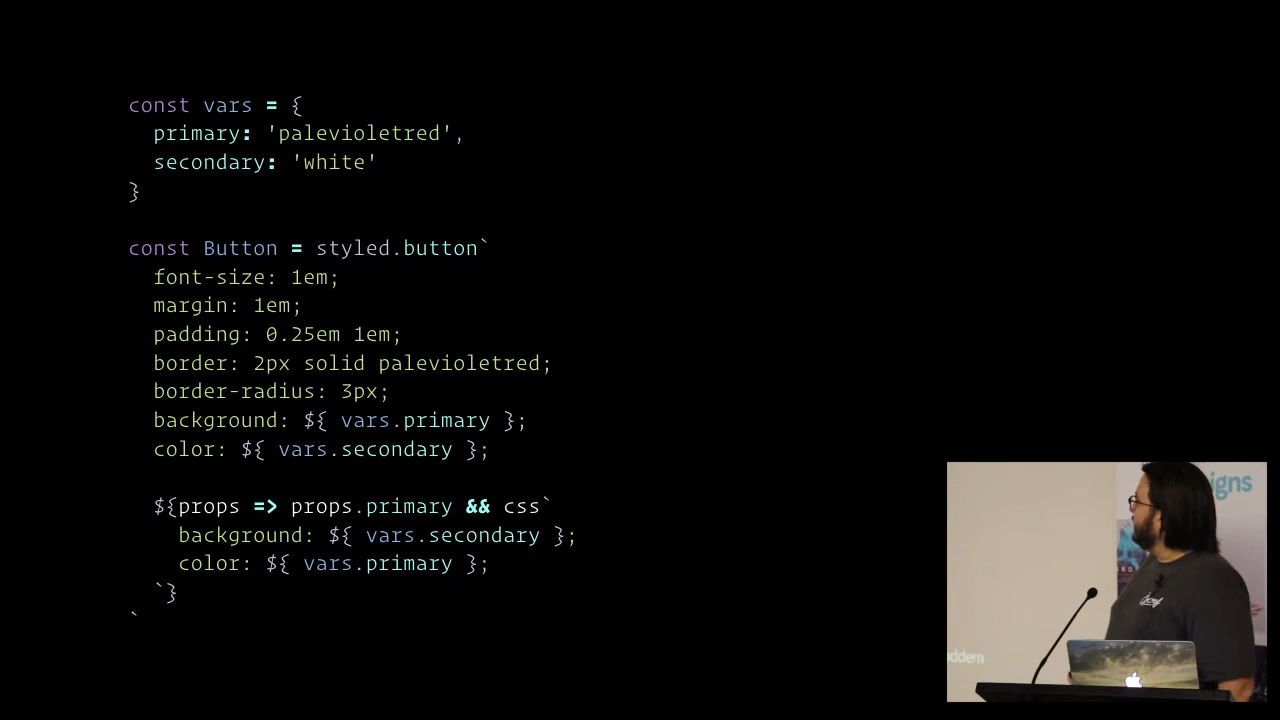 const vars = {
  primary: 'palevioletred',
  secondary: 'white'
}

const Button = styled.button`
  font-size: 1em;
  margin: 1em;
  padding: 0.25em 1em;
  border: 2px solid palevioletred;
  border-radius: 3px;
  background: ${ vars.primary };
  color: ${ vars.secondary };

  ${props => props.primary && css`
    background: ${ vars.secondary };
    color: ${ vars.primary };
  `}
`
igns
addern